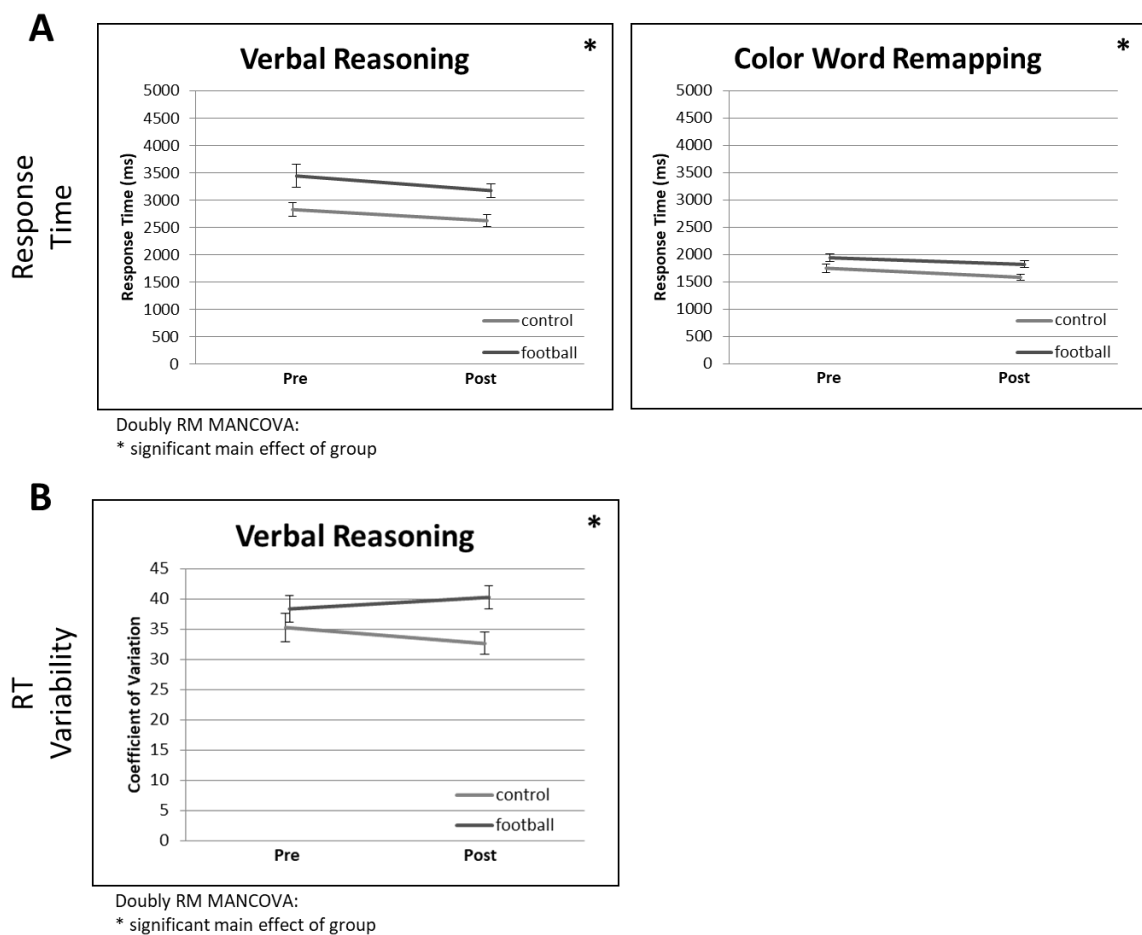 A
Response
Time
Verbal Reasoning
*
Response Time (ms)
5000
4500
4000
3500
3000
2500
2000
1500
1000
500
0
Pre
Post
control
football
Color Word Remapping
*
Response Time (ms)
5000
4500
4000
3500
3000
2500
2000
1500
1000
500
0
Pre
Post
control
football
Doubly RM MANCOVA:
* significant main effect of group
B
RT
Variability
Verbal Reasoning
*
Coefficient of Variation
45
40
35
30
25
20
15
10
5
0
Pre
Post
control
football
Doubly RM MANCOVA:
* significant main effect of group